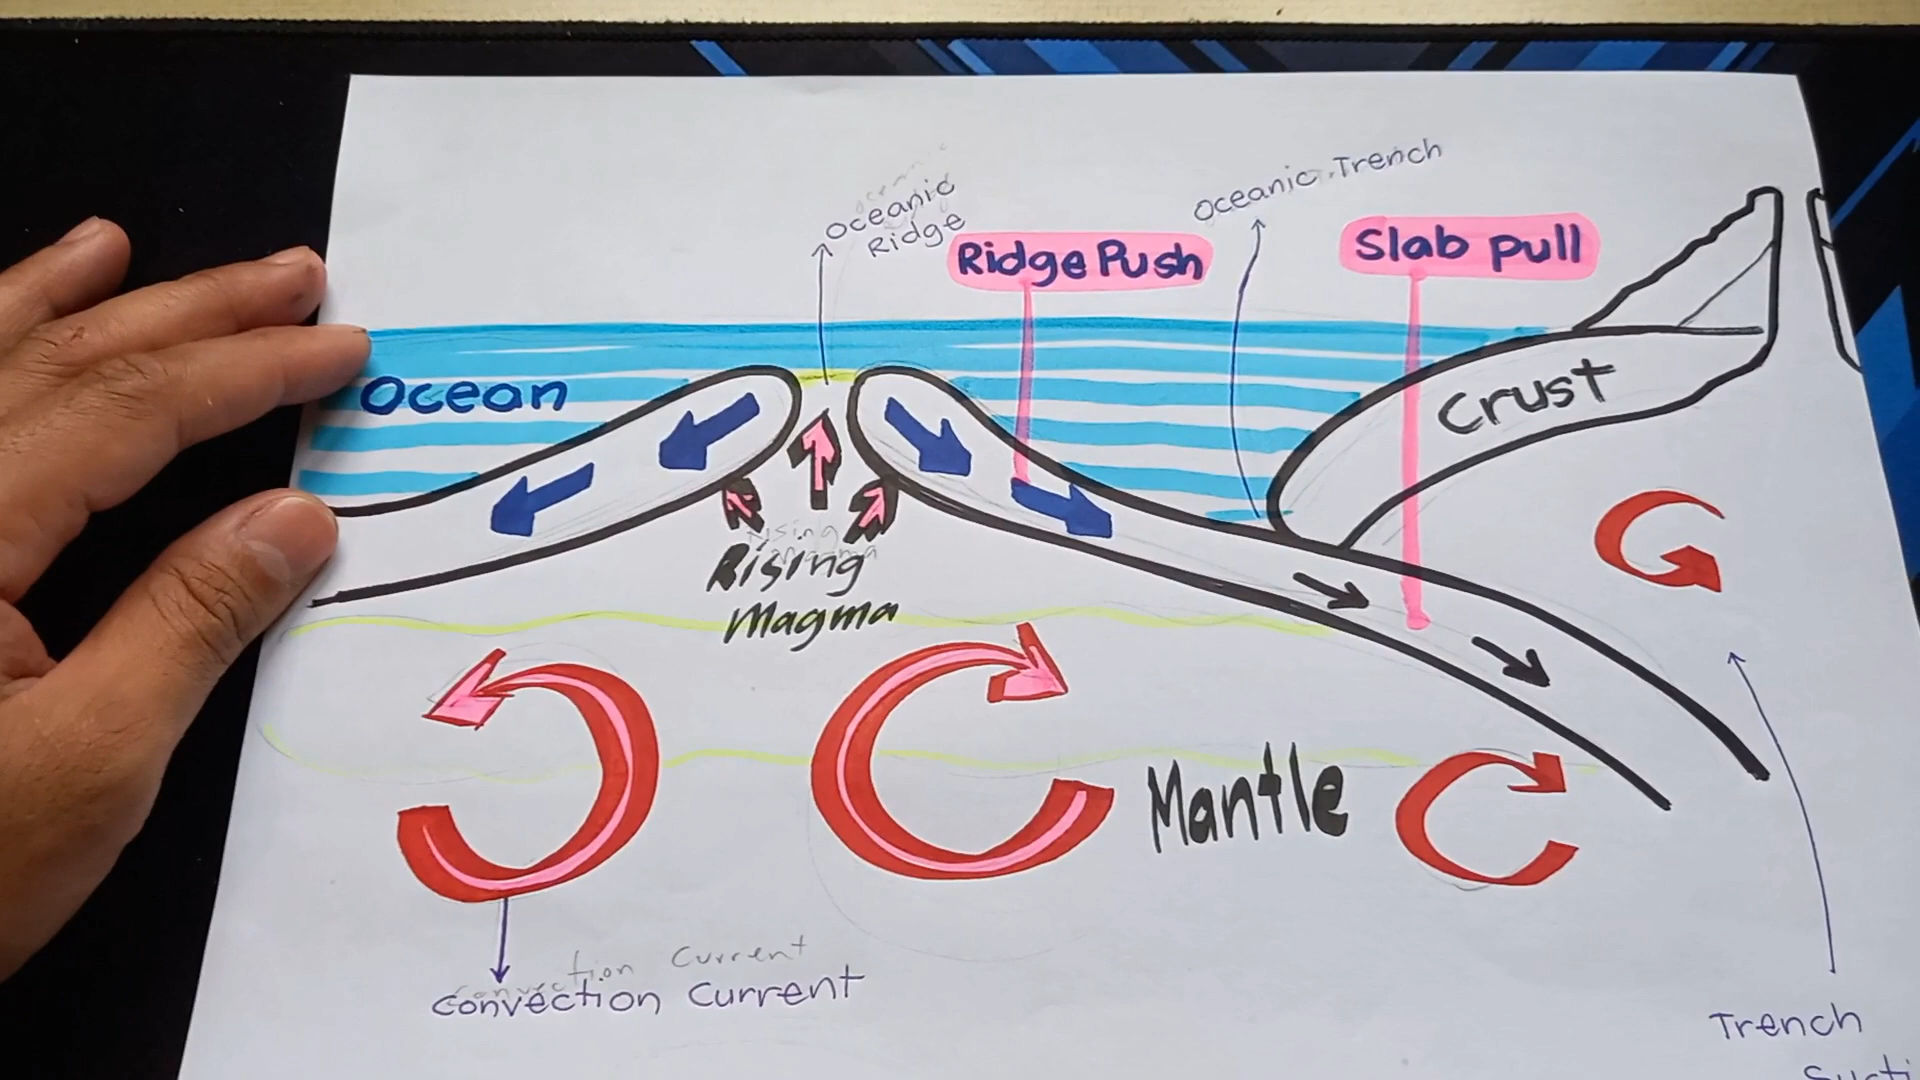 Oceanic
Ridge
Oceanic Trench
Ridge Push
Slab pull
Ocean
Crust
Rising
Magma
Mantle
Convection Current
Convection Current
Trench